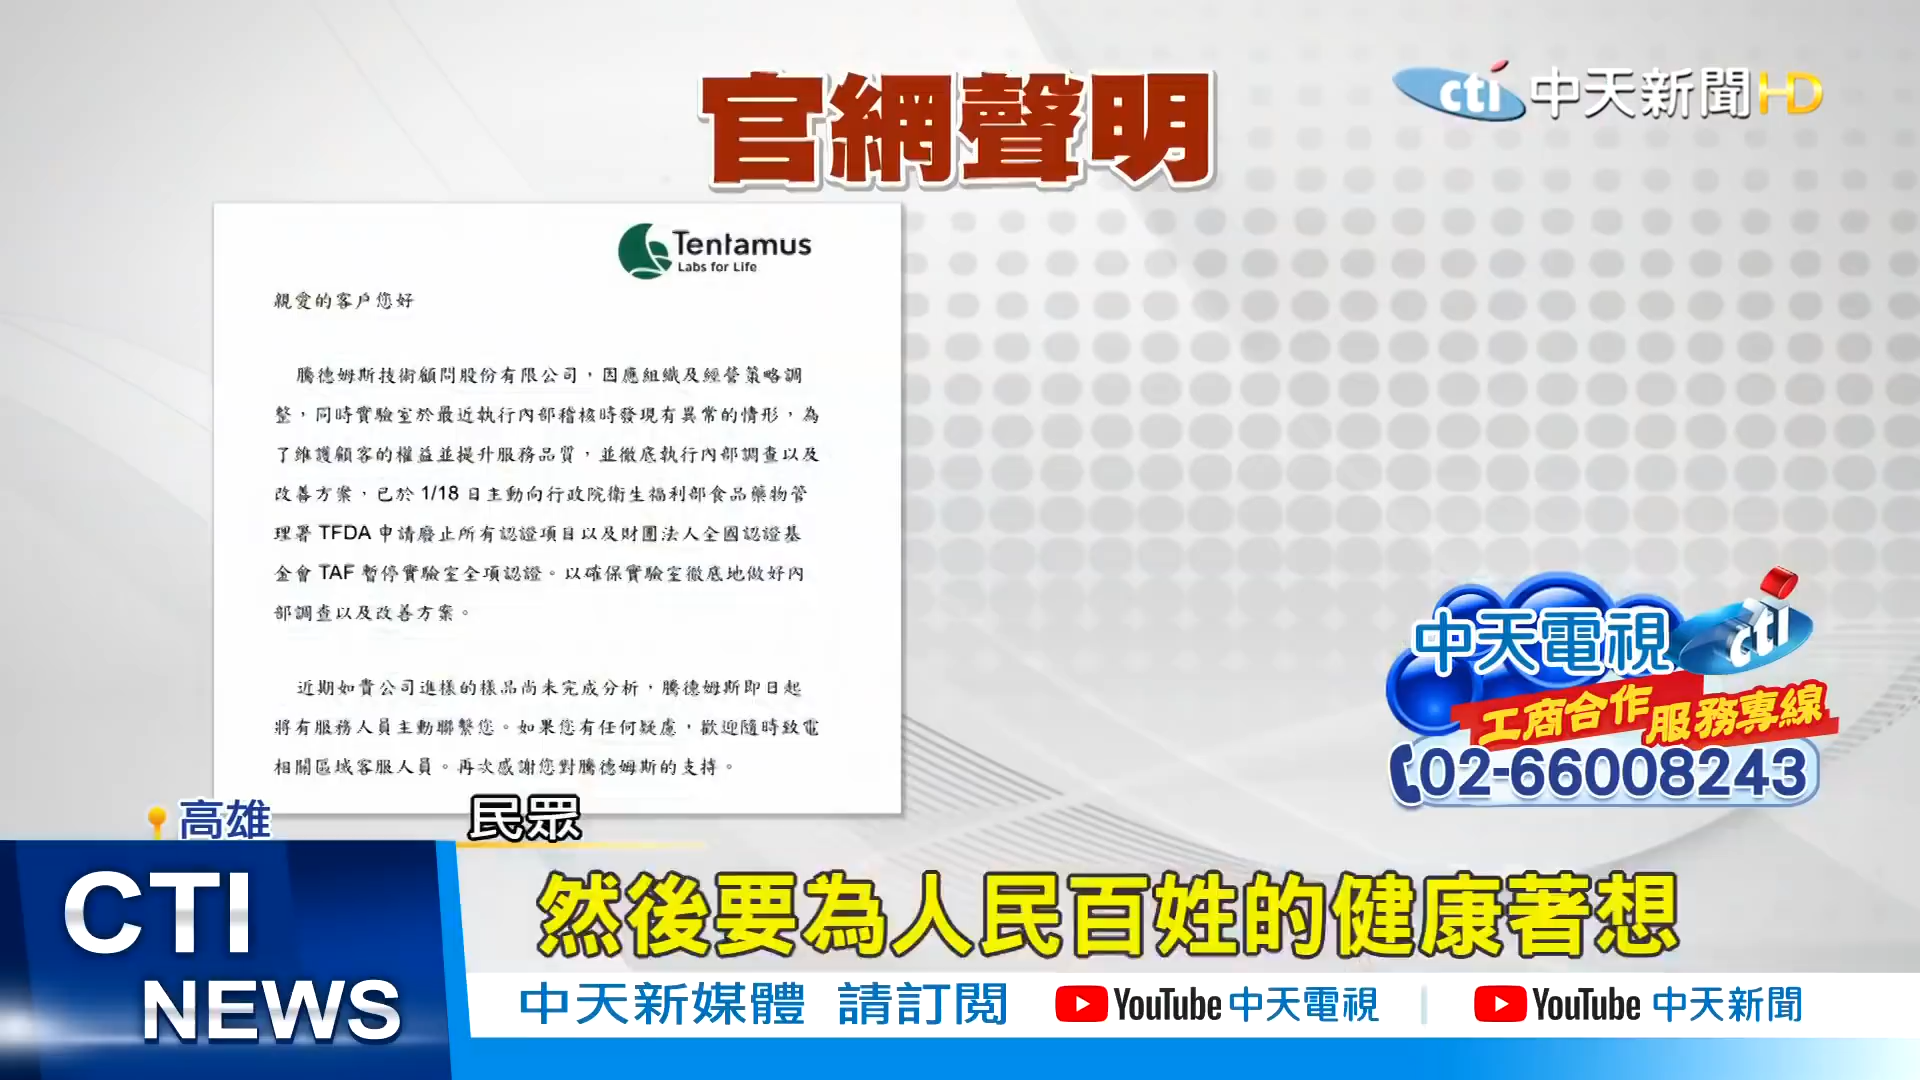 官網聲明
cti 中天新聞HD
Tentamus
Labs for Life
親愛的客戶您好
騰德姆斯技術顧問股份有限公司，因應組織及經營策略調
整，同時實驗室於最近執行內部稽核時發現有異常的情形，為
了維護顧客的權益並提升服務品質，並徹底執行內部調查以及
改善方案，已於 1/18 日主動向行政院衛生福利部食品藥物管
理署 TFDA 申請廢止所有認證項目以及財團法人全國認證基
金會 TAF 暫停實驗室全項認證。以確保實驗室徹底地做好內
部調查以及改善方案。
近期如貴公司進樣的樣品尚未完成分析，騰德姆斯即日起
將有服務人員主動聯繫您。如果您有任何疑慮，歡迎隨時致電
相關區域客服人員。再次感謝您對騰德姆斯的支持。
中天電視 cti
工商合作 服務專線
02-66008243
高雄
民眾
CTI
NEWS
然後要為人民百姓的健康著想
中天新媒體 請訂閱 YouTube 中天電視 | YouTube 中天新聞